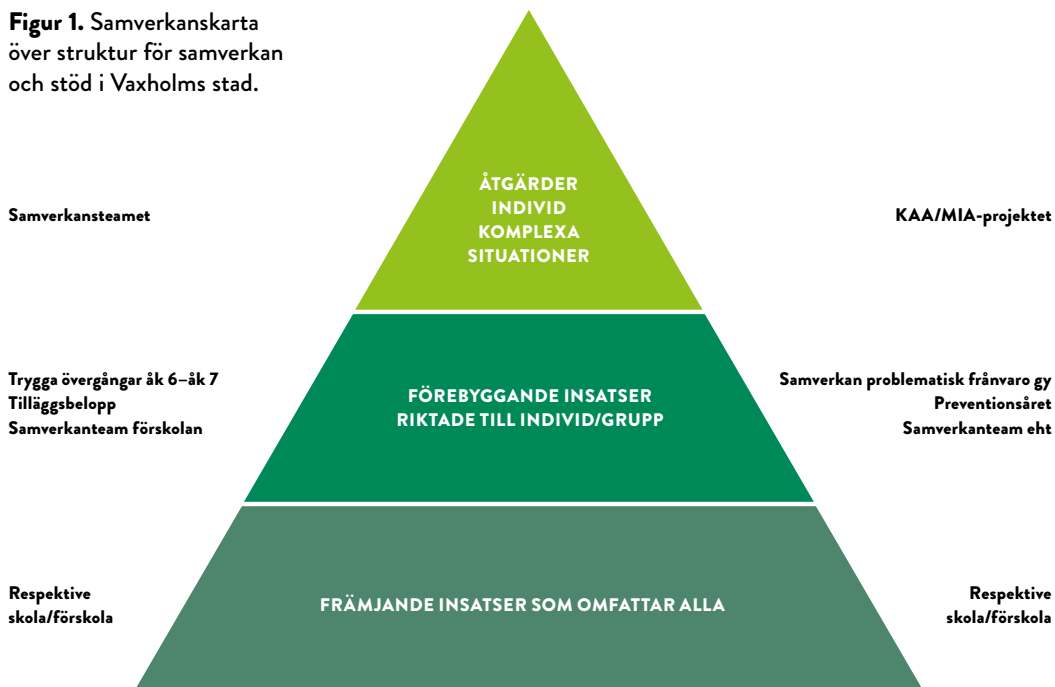 Figur 1. Samverkanskarta
över struktur för samverkan
och stöd i Vaxholms stad.
ÅTGÄRDER
INDIVID
KOMPLEXA
SITUATIONER
Samverkansteamet
KAA/MIA-projektet
Trygga övergångar åk 6–åk 7
Tilläggsbelopp
Samverkanteam förskolan
FÖREBYGGANDE INSATSER
RIKTADE TILL INDIVID/GRUPP
Samverkan problematisk frånvaro gy
Preventionsåret
Samverkanteam eht
Respektive
skola/förskola
FRÄMJANDE INSATSER SOM OMFATTAR ALLA
Respektive
skola/förskola